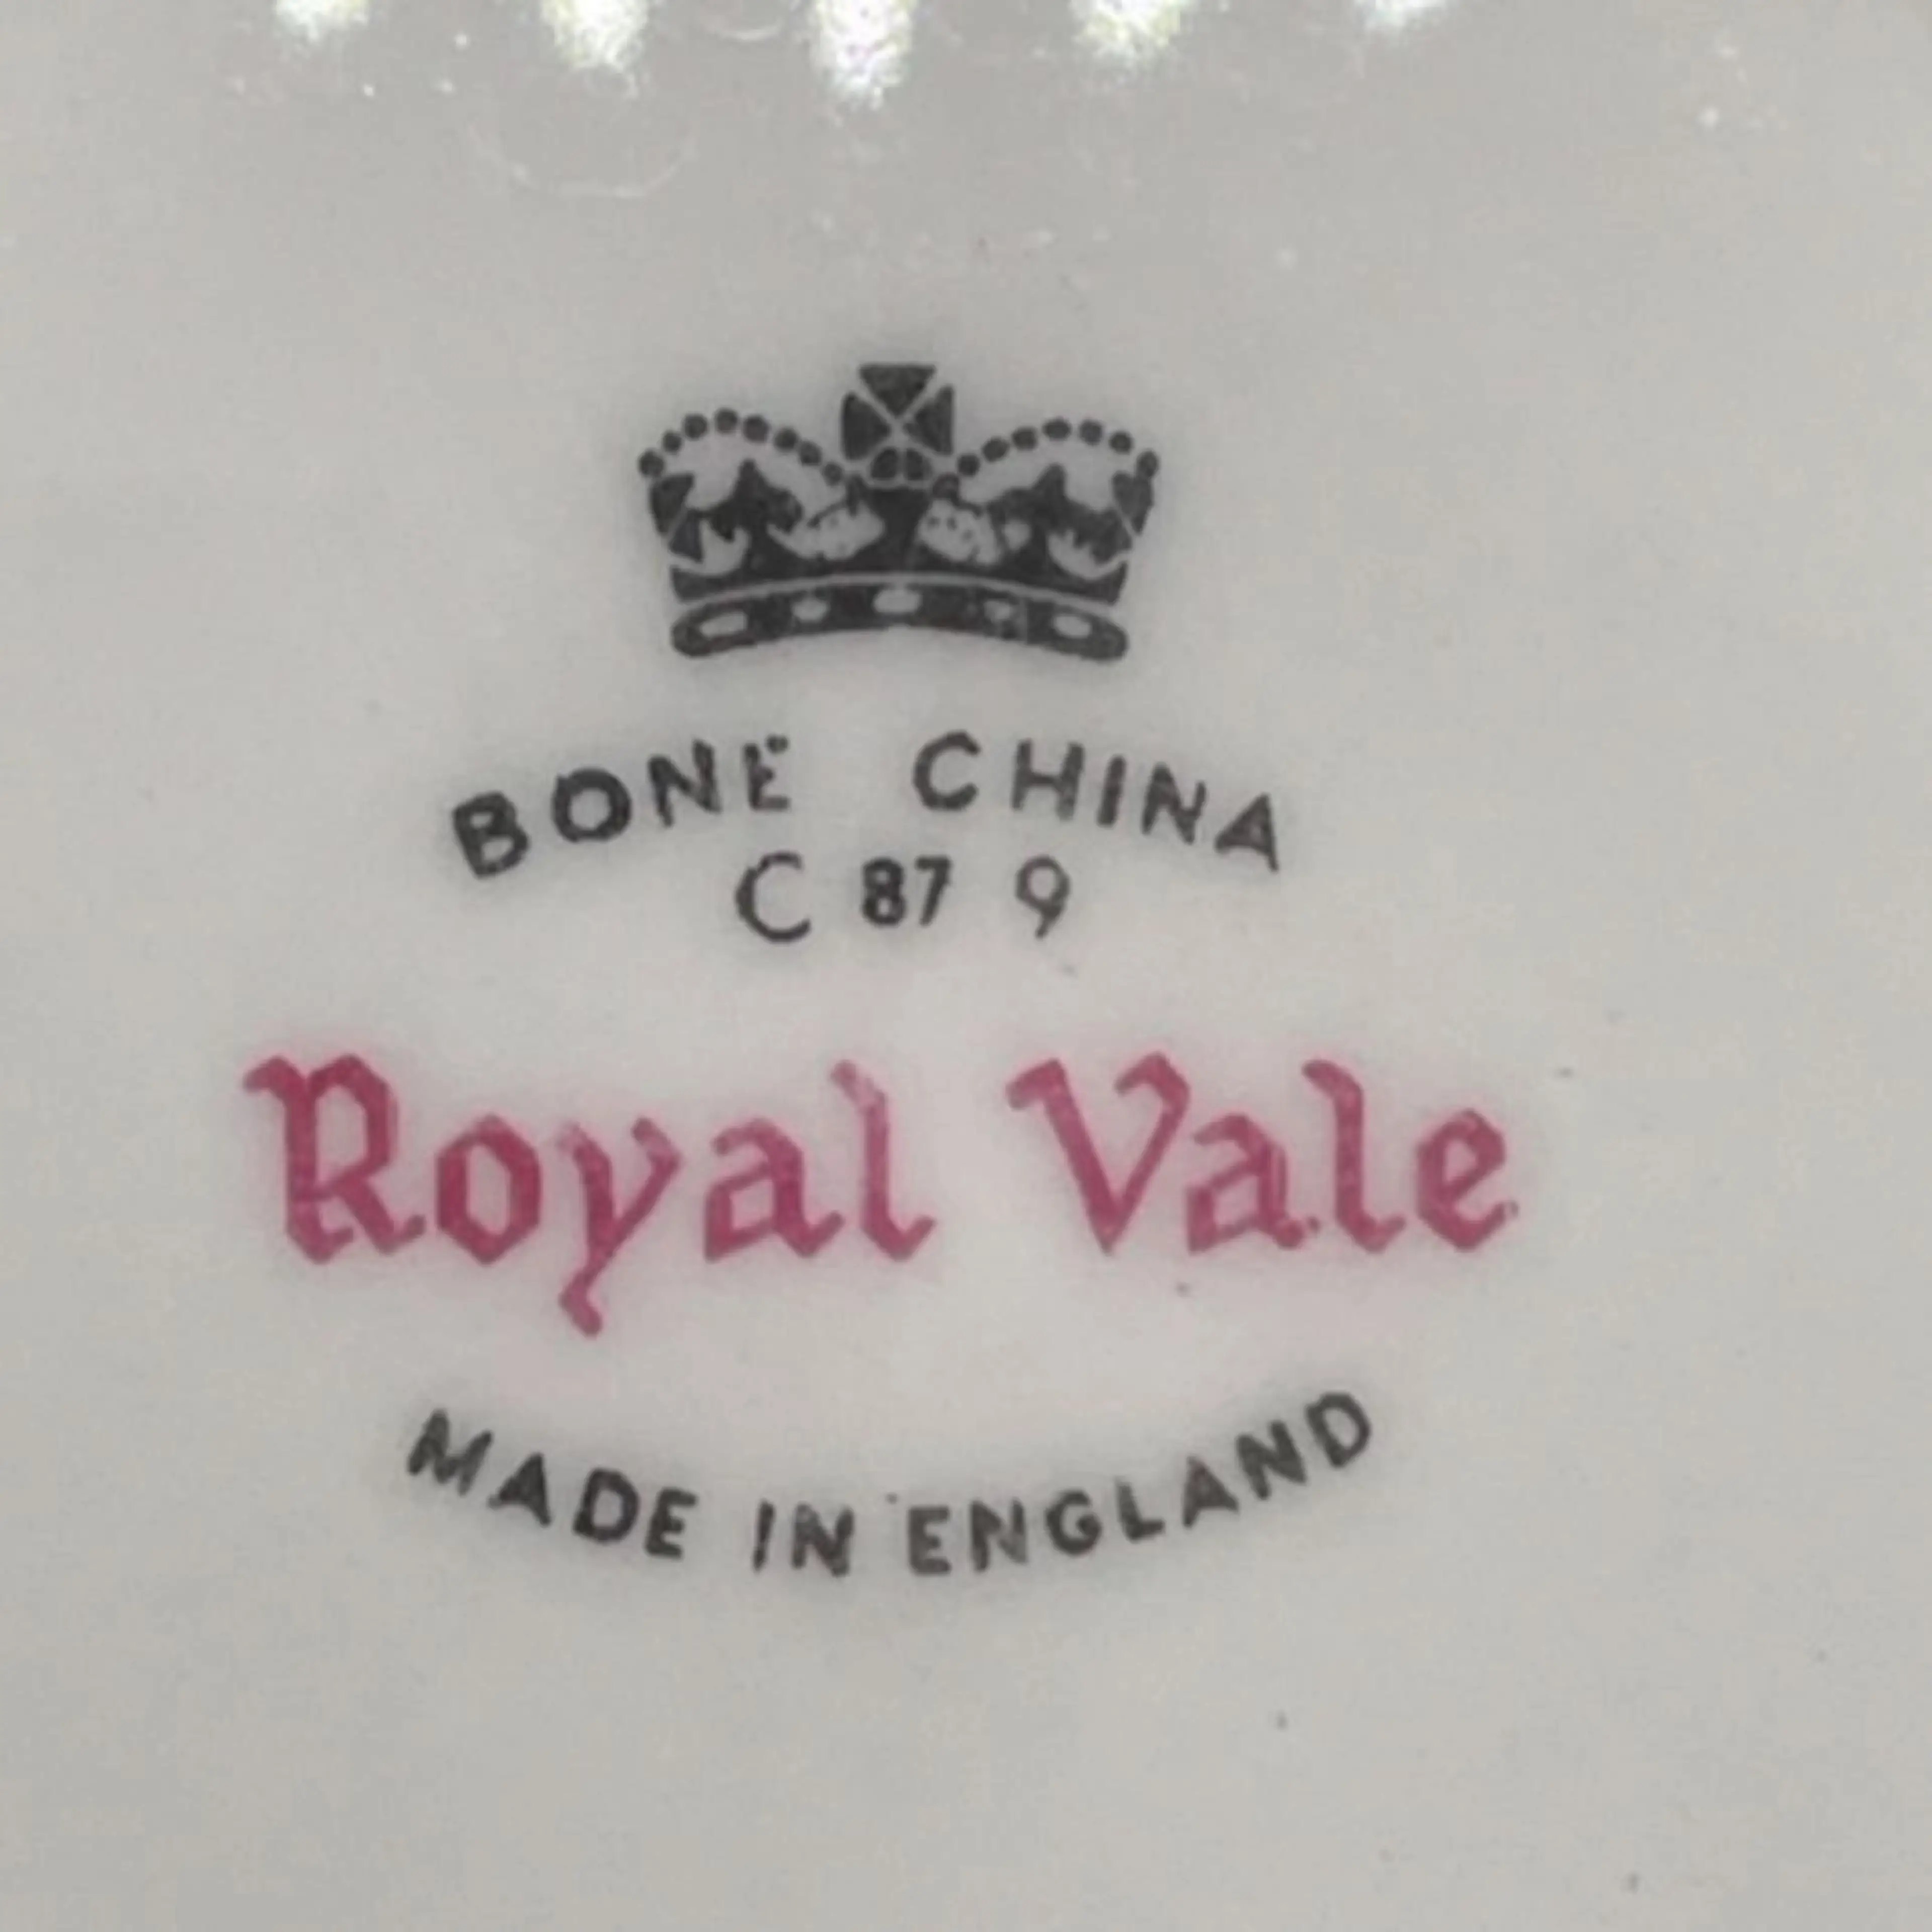 BONE CHINA
C 87 9
Royal Vale
MADE IN ENGLAND